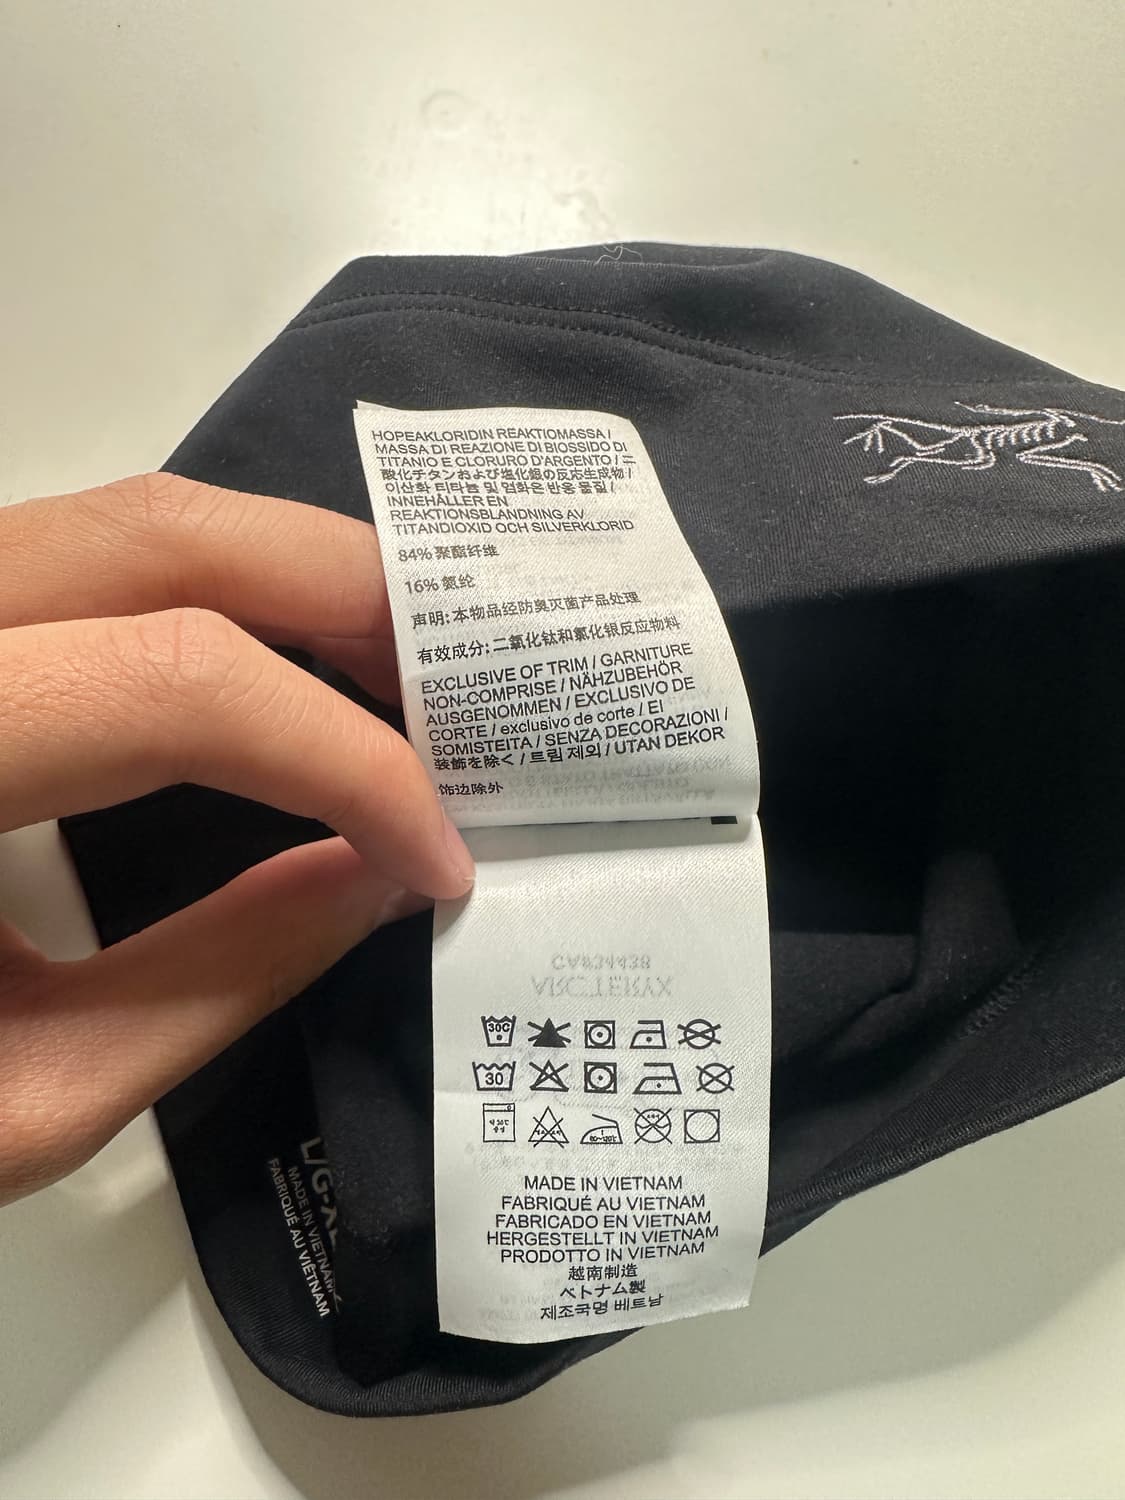 HOPEAKLORIDIN REAKTIOMASSA /
MASSA DI REAZIONE DI BIOSSIDO DI
TITANIO E CLORURO D'ARGENTO / 二
酸化チタンおよび塩化銀の反応生成物 /
이산화 티타늄 및 염화은 반응 물질 /
INNEHÅLLER EN
REAKTIONSBLANDNING AV
TITANDIOXID OCH SILVERKLORID
84% 聚酯纤维
16% 氨纶
声明: 本物品经防臭灭菌产品处理
有效成分: 二氧化钛和氯化银反应物料
EXCLUSIVE OF TRIM / GARNITURE
NON-COMPRISE / NÄHZUBEHÖR
AUSGENOMMEN / EXCLUSIVO DE
CORTE / exclusivo de corte / EI
SOMISTEITA / SENZA DECORAZIONI /
装飾を除く / 트림 제외 / UTAN DEKOR
饰边除外
CA#34438
ARC'TERYX
30C
30
MADE IN VIETNAM
FABRIQUÉ AU VIETNAM
FABRICADO EN VIETNAM
HERGESTELLT IN VIETNAM
PRODOTTO IN VIETNAM
越南制造
ベトナム製
제조국명 베트남
L/G-XL
MADE IN VIETNAM
FABRIQUÉ AU VIÊTNAM